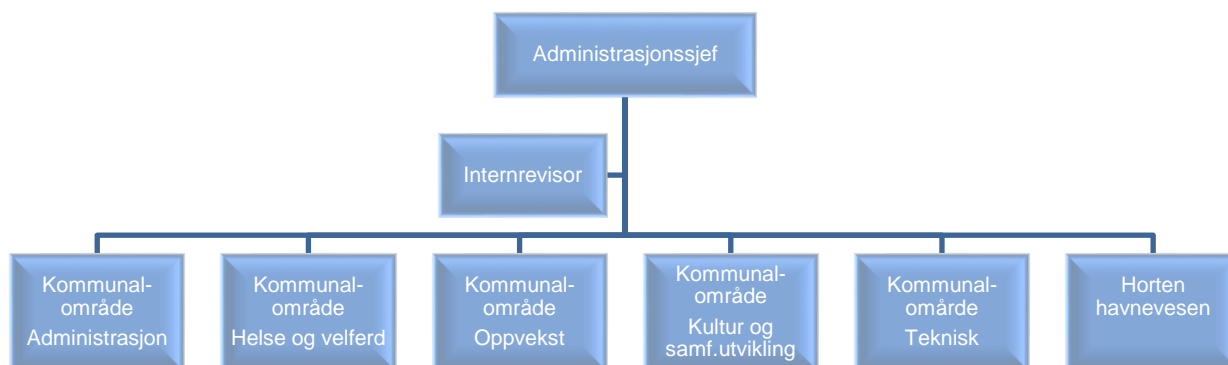 Administrasjonssjef
Internrevisor
Kommunal-
område
Administrasjon
Kommunal-
område
Helse og velferd
Kommunal-
område
Oppvekst
Kommunal-
område
Kultur og
samf.utvikling
Kommunal-
omårde
Teknisk
Horten
havnevesen